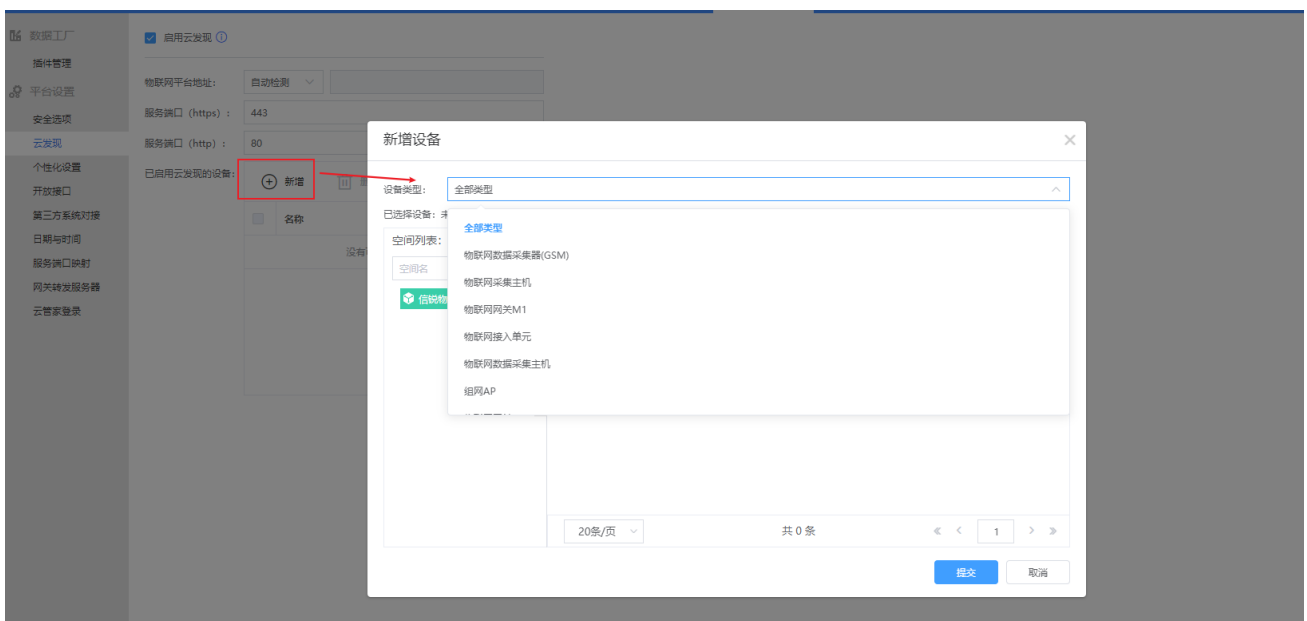 数据工厂
插件管理
平台设置
安全选项
云发现
个性化设置
开放接口
第三方系统对接
日期与时间
服务端口映射
网关转发服务器
云管家登录
启用云发现
物联网平台地址：
自动检测
服务端口（https）：
443
服务端口（http）：
80
已启用云发现的设备：
新增
名称
没有
新增设备
设备类型：
全部类型
已选择设备：
空间列表：
空间名
信锐物
全部类型
物联网数据采集器(GSM)
物联网采集主机
物联网网关M1
物联网接入单元
物联网数据采集主机
组网AP
20条/页
共 0 条
1
提交
取消